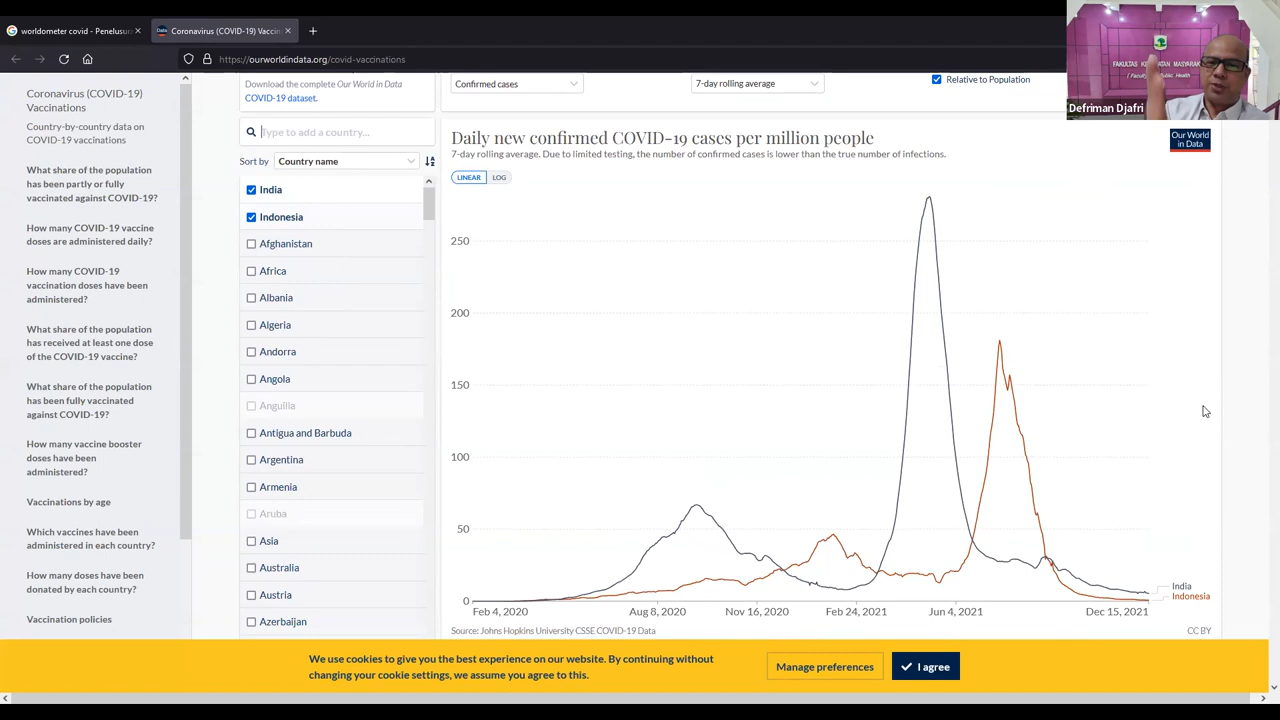 worldometer covid - Penelusu
Coronavirus (COVID-19) Vaccin
https://ourworldindata.org/covid-vaccinations
FAKULTAS KESEHATAN MASYARAK
Defriman Djafri
Coronavirus (COVID-19)
Vaccinations
Country-by-country data on
COVID-19 vaccinations
What share of the population
has been partly or fully
vaccinated against COVID-19?
How many COVID-19 vaccine
doses are administered daily?
How many COVID-19
vaccination doses have been
administered?
What share of the population
has received at least one dose
of the COVID-19 vaccine?
What share of the population
has been fully vaccinated
against COVID-19?
How many vaccine booster
doses have been
administered?
Vaccinations by age
Which vaccines have been
administered in each country?
How many doses have been
donated by each country?
Vaccination policies
Download the complete Our World in Data
COVID-19 dataset.
Type to add a country...
Sort by Country name
India
Indonesia
Afghanistan
Africa
Albania
Algeria
Andorra
Angola
Anguilla
Antigua and Barbuda
Argentina
Armenia
Aruba
Asia
Australia
Austria
Azerbaijan
Confirmed cases
7-day rolling average
Relative to Population
Daily new confirmed COVID-19 cases per million people
7-day rolling average. Due to limited testing, the number of confirmed cases is lower than the true number of infections.
Our World
in Data
LINEAR LOG
250
200
150
100
50
0
India
Indonesia
Feb 4, 2020 Aug 8, 2020 Nov 16, 2020 Feb 24, 2021 Jun 4, 2021 Dec 15, 2021
Source: Johns Hopkins University CSSE COVID-19 Data CC BY
We use cookies to give you the best experience on our website. By continuing without
changing your cookie settings, we assume you agree to this.
Manage preferences
I agree